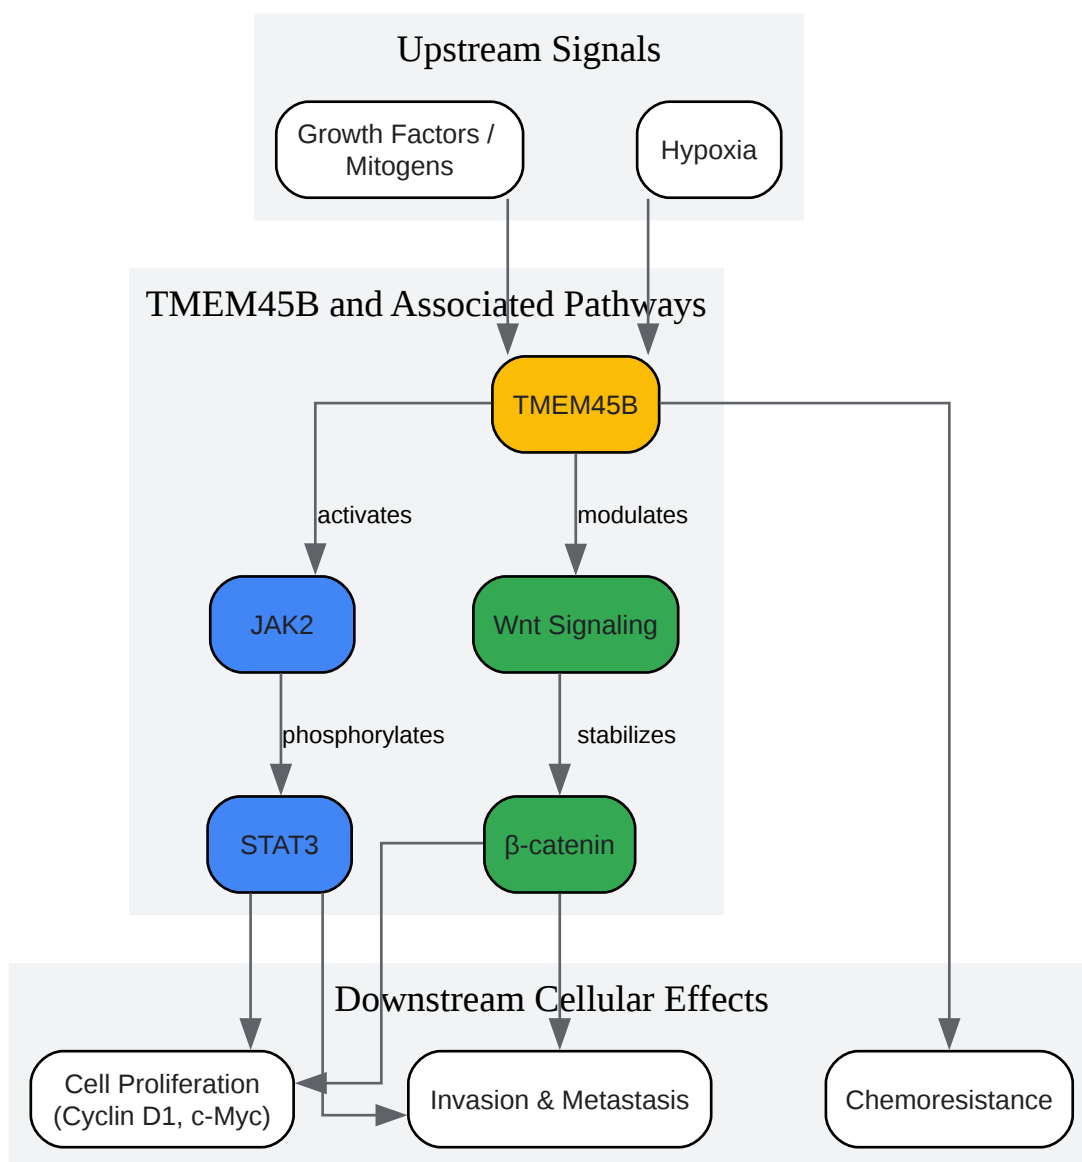 Upstream Signals
Growth Factors /
Mitogens
Hypoxia
TMEM45B and Associated Pathways
TMEM45B
activates
modulates
JAK2
Wnt Signaling
phosphorylates
stabilizes
STAT3
β-catenin
Downstream Cellular Effects
Cell Proliferation
(Cyclin D1, c-Myc)
Invasion & Metastasis
Chemoresistance